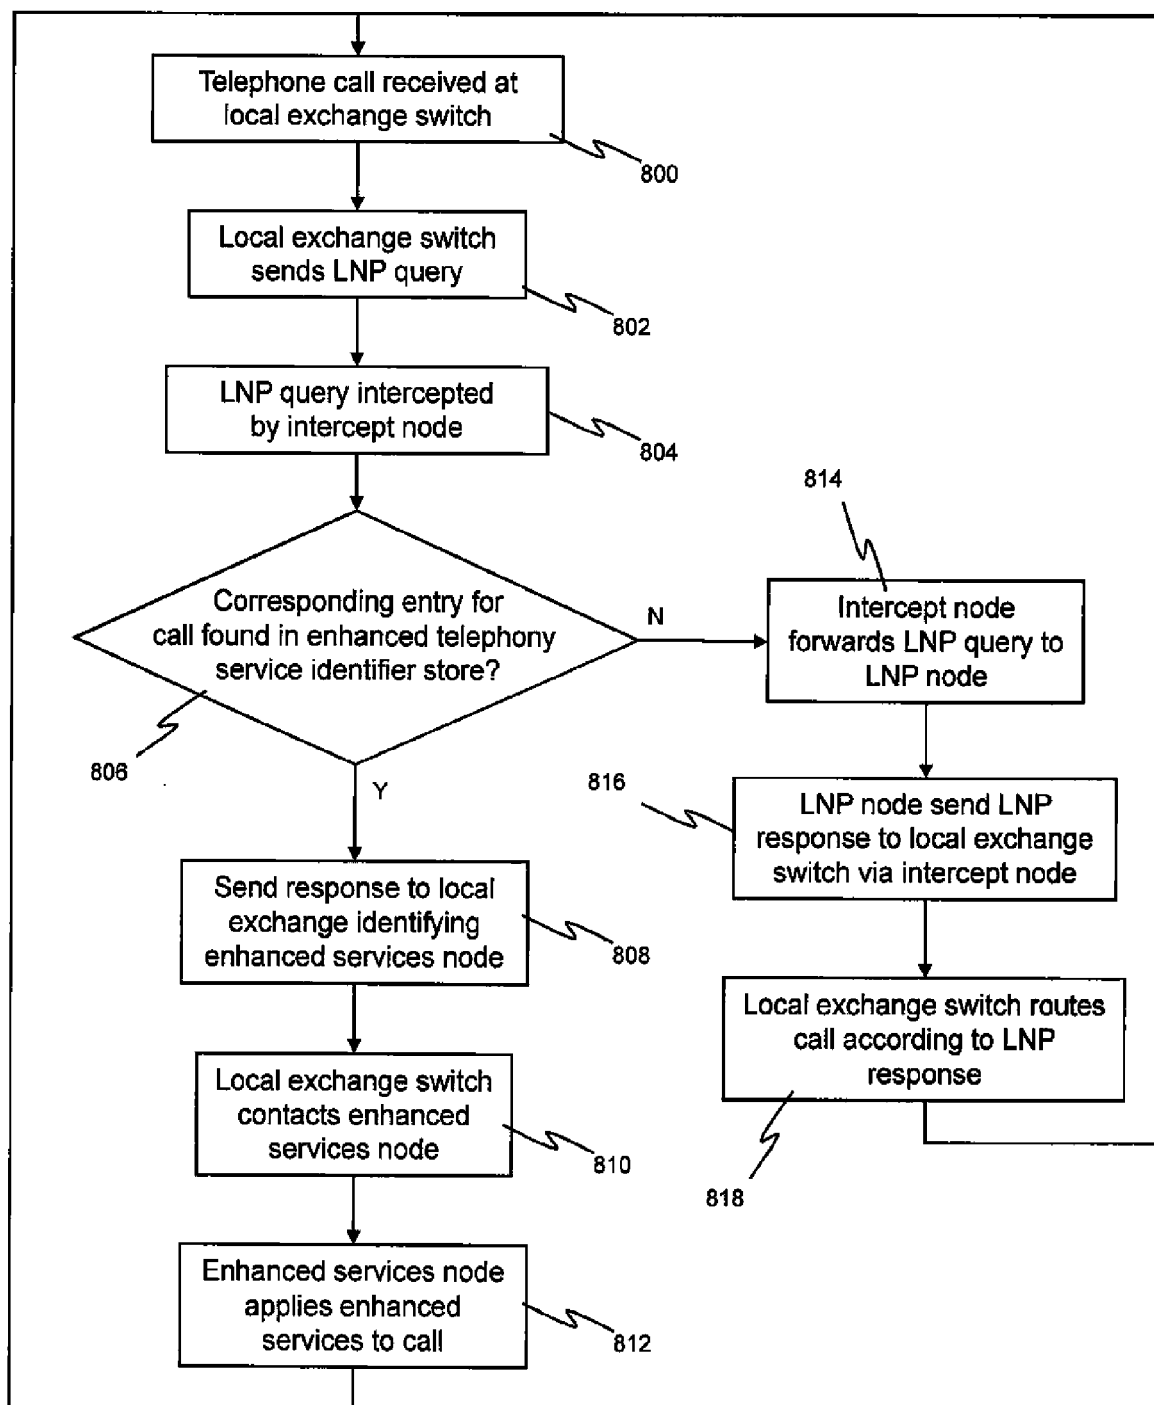 Telephone call received at
local exchange switch
800
Local exchange switch
sends LNP query
802
LNP query intercepted
by intercept node
804
Corresponding entry for
call found in enhanced telephony
service identifier store?
806
N
Y
814
Intercept node
forwards LNP query to
LNP node
816
LNP node send LNP
response to local exchange
switch via intercept node
Local exchange switch routes
call according to LNP
response
818
Send response to local
exchange identifying
enhanced services node
808
Local exchange switch
contacts enhanced
services node
810
Enhanced services node
applies enhanced
services to call
812